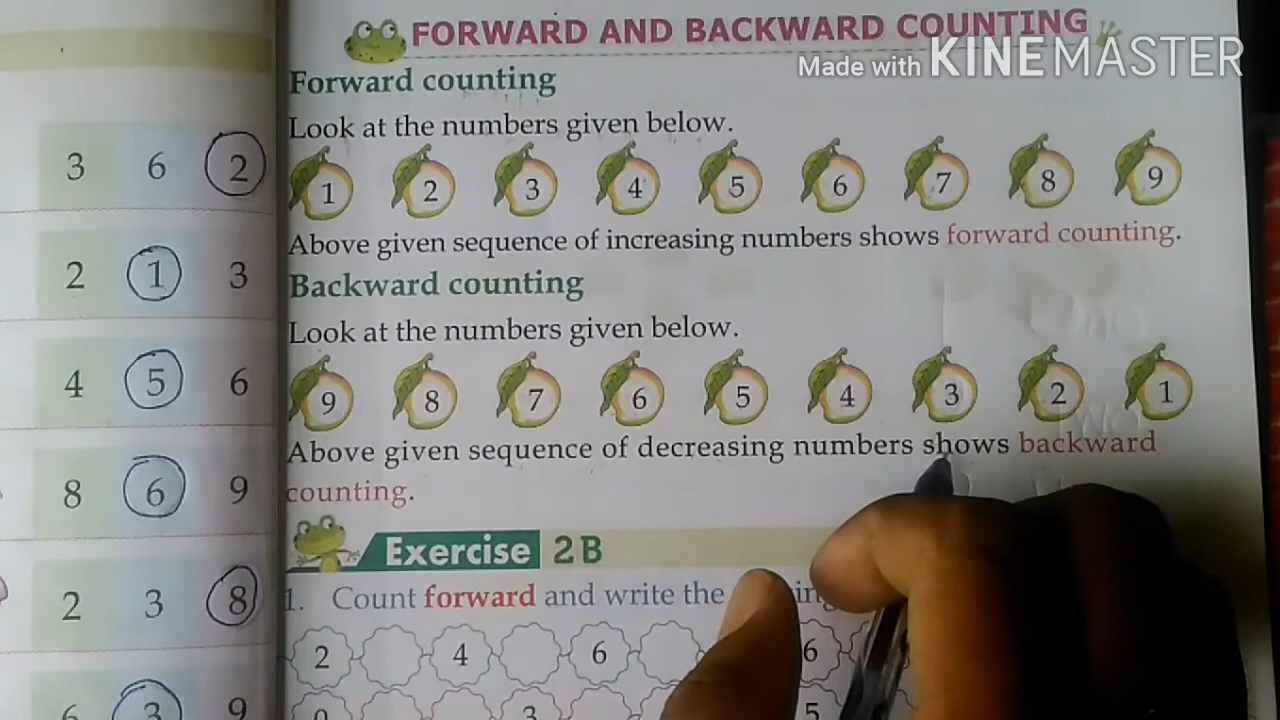 FORWARD AND BACKWARD COUNTING
Made with KINEMASTER
Forward counting
Look at the numbers given below.
1 2 3 4 5 6 7 8 9
Above given sequence of increasing numbers shows forward counting.
Backward counting
Look at the numbers given below.
9 8 7 6 5 4 3 2 1
Above given sequence of decreasing numbers shows backward
counting.
Exercise 2B
1. Count forward and write the
2 4 6 6
3 5
3 6 2
2 1 3
4 5 6
8 6 9
2 3 8
6 3 9